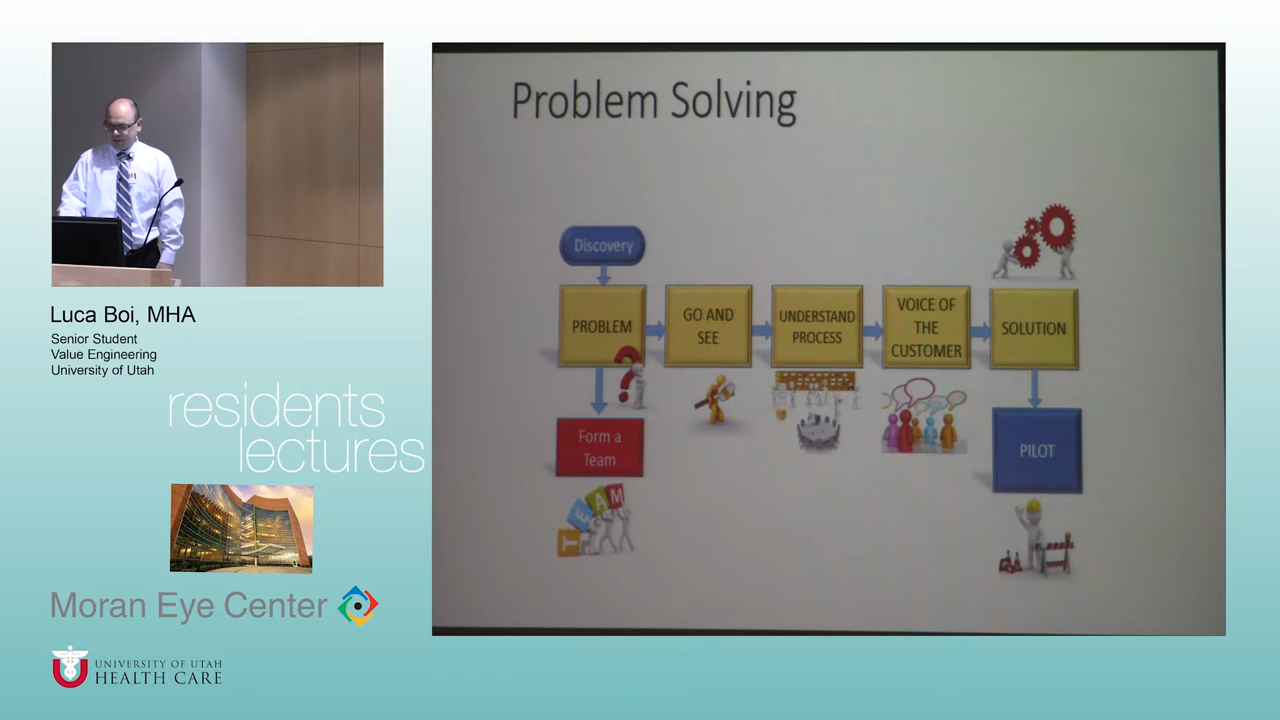 Problem Solving
Discovery
PROBLEM
GO AND
SEE
UNDERSTAND
PROCESS
VOICE OF
THE
CUSTOMER
SOLUTION
Form a
Team
PILOT
TEAM
Luca Boi, MHA
Senior Student
Value Engineering
University of Utah
residents
lectures
Moran Eye Center
U
UNIVERSITY OF UTAH
HEALTH CARE